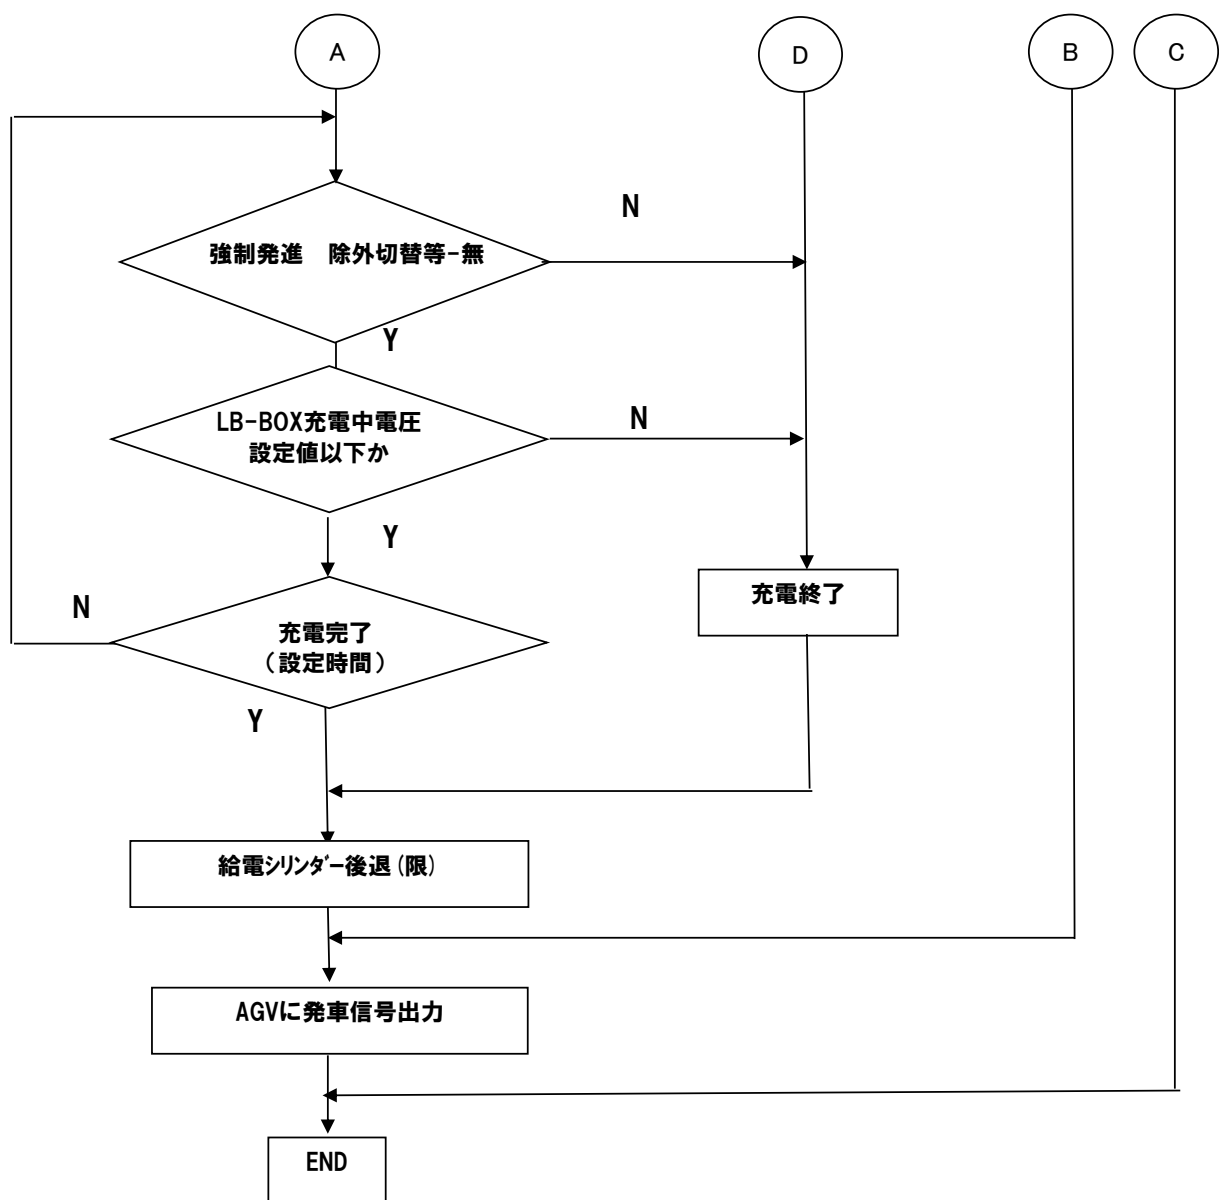 A
D
B
C
N
強制発進　除外切替等-無
Y
LB-BOX充電中電圧
設定値以下か
N
Y
充電終了
N
充電完了
（設定時間）
Y
給電ｼﾘﾝﾀﾞｰ後退(限)
AGVに発車信号出力
END